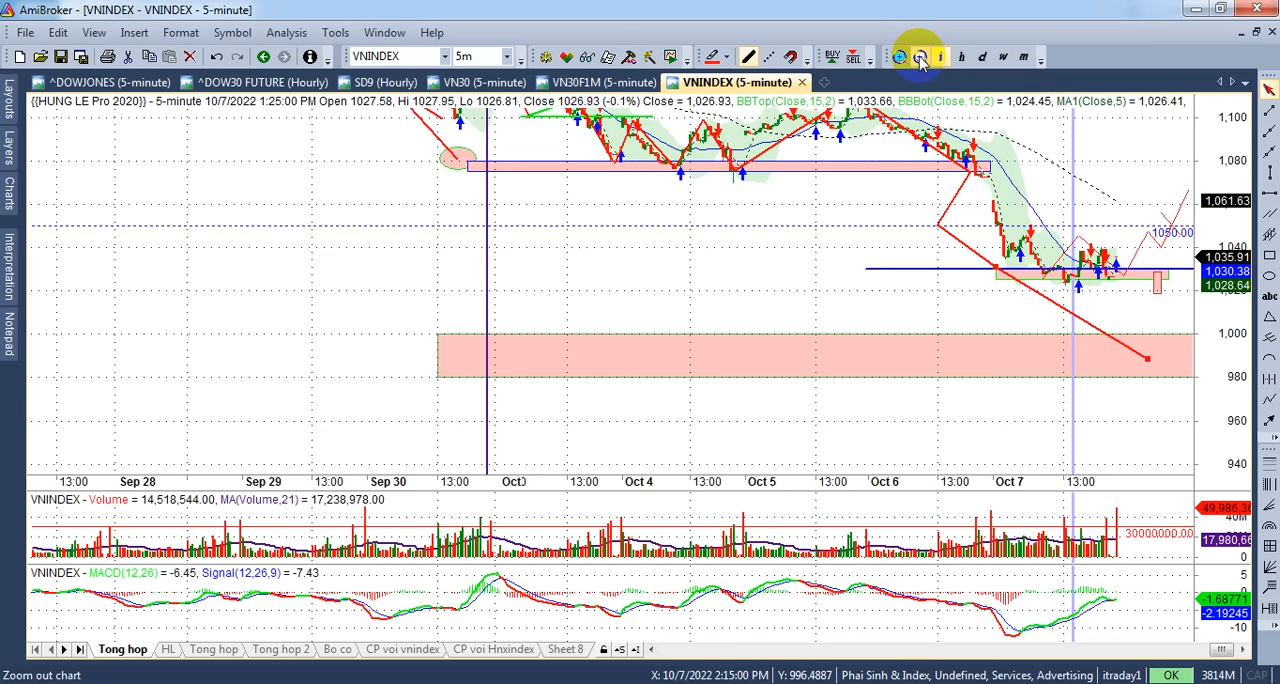 AmiBroker - [VNINDEX - VNINDEX - 5-minute]
File Edit View Insert Format Symbol Analysis Tools Window Help
VNINDEX 5m BUY SELL i h d w m
^DOWJONES (5-minute) ^DOW30 FUTURE (Hourly) SD9 (Hourly) VN30 (5-minute) VN30F1M (5-minute) VNINDEX (5-minute)
{{HUNG LE Pro 2020}} - 5-minute 10/7/2022 1:25:00 PM Open 1027.58, Hi 1027.95, Lo 1026.81, Close 1026.93 (-0.1%) Close = 1,026.93, BBTop(Close,15,2) = 1,033.66, BBBot(Close,15,2) = 1,024.45, MA1(Close,5) = 1,026.41,
Layouts
Layers
Charts
Interpretation
Notepad
1,100
1,080
1,061.63
1050.00
1,040
1,035.91
1,030.38
1,028.64
1,000
980
960
940
13:00 Sep 28 13:00 Sep 29 13:00 Sep 30 13:00 Oct 13:00 Oct 4 13:00 Oct 5 13:00 Oct 6 13:00 Oct 7 13:00
VNINDEX - Volume = 14,518,544.00, MA(Volume,21) = 17,238,978.00
49,986,36
40M
30000000.00
17,980,66
0
VNINDEX - MACD(12,26) = -6.45, Signal(12,26,9) = -7.43
5
-1.68771
-2.19245
-10
Tong hop HL Tong hop Tong hop 2 Bo co CP voi vnindex CP voi Hnxindex Sheet 8
abc
Zoom out chart X: 10/7/2022 2:15:00 PM Y: 996.4887 Phai Sinh & Index, Undefined, Services, Advertising itraday1 OK 3814M CAP